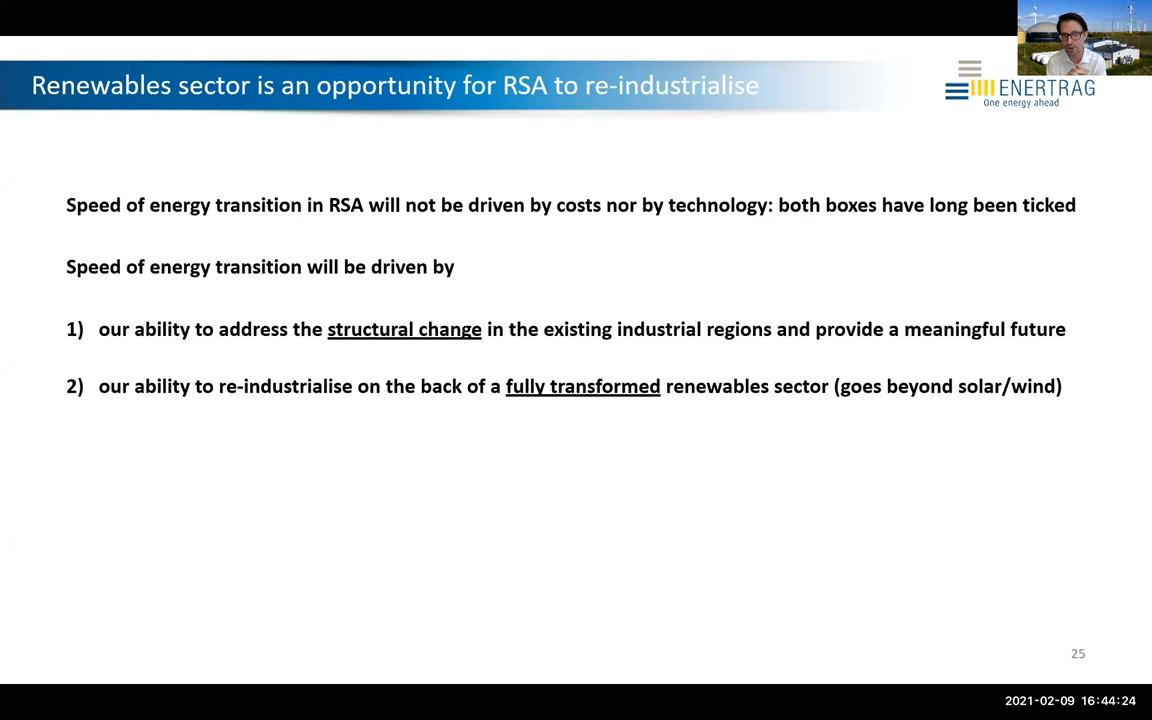 Renewables sector is an opportunity for RSA to re-industrialise
ENERTRAG
One energy ahead
Speed of energy transition in RSA will not be driven by costs nor by technology: both boxes have long been ticked
Speed of energy transition will be driven by
1) our ability to address the structural change in the existing industrial regions and provide a meaningful future
2) our ability to re-industrialise on the back of a fully transformed renewables sector (goes beyond solar/wind)
25
2021-02-09 16:44:24